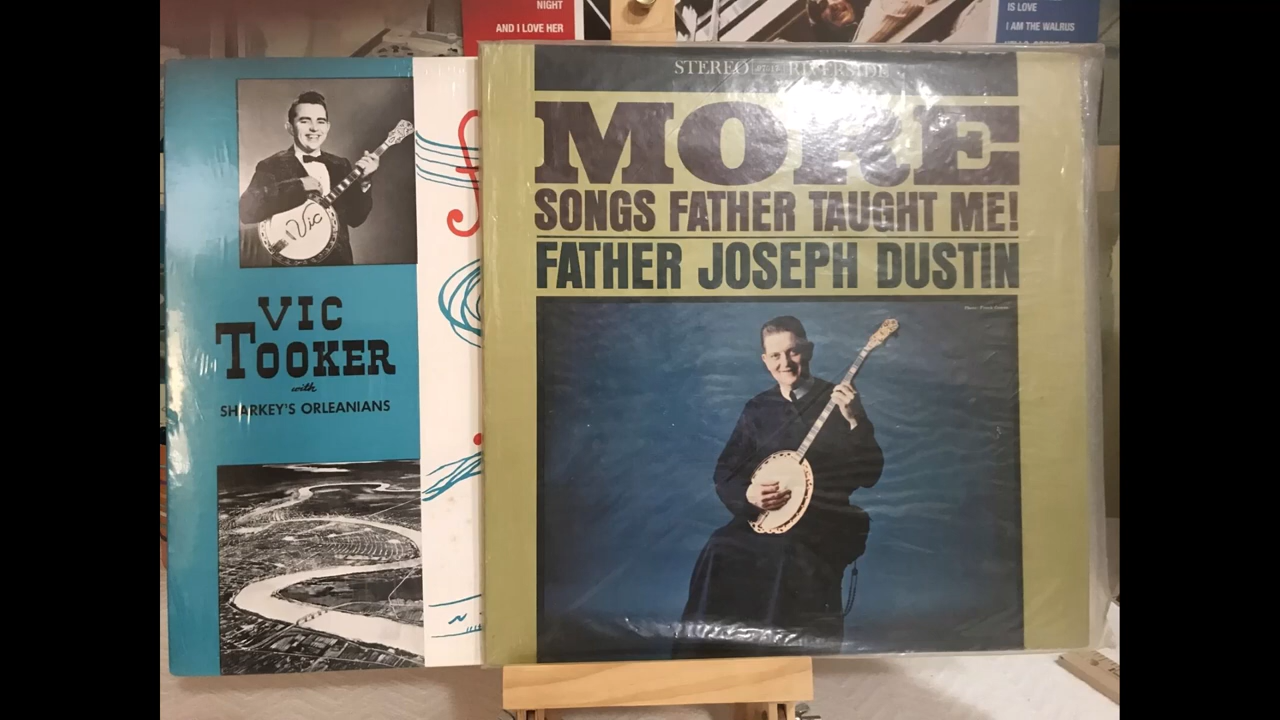 NIGHT
AND I LOVE HER
IS LOVE
I AM THE WALRUS
Vic
VIC
TOOKER
with
SHARKEY'S ORLEANIANS
STEREO
RIVERSIDE
MORE
SONGS FATHER TAUGHT ME!
FATHER JOSEPH DUSTIN